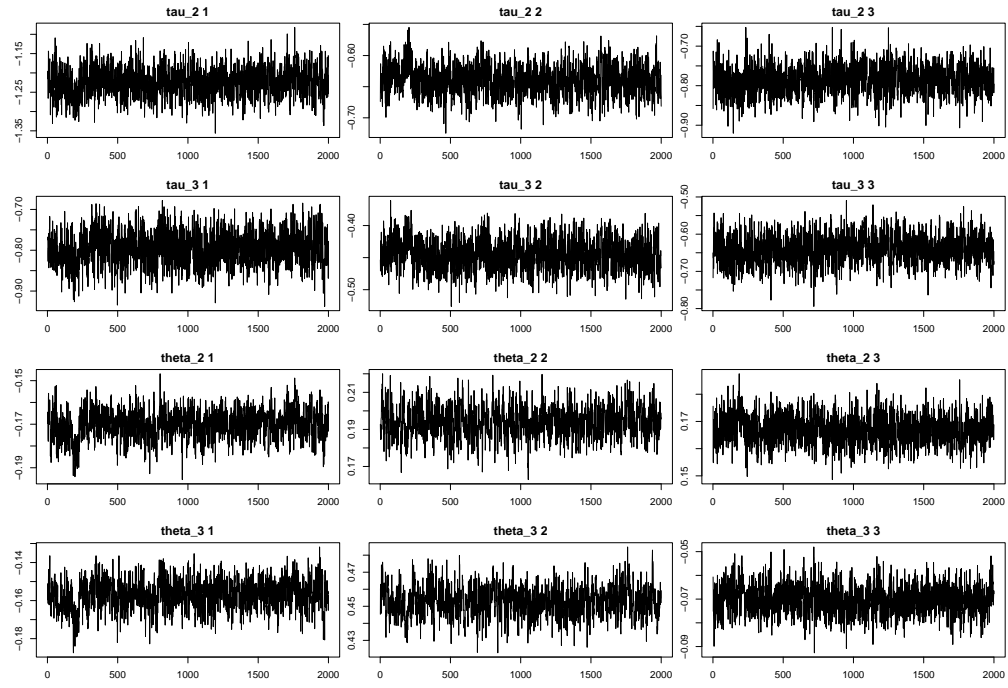 tau_2 1 tau_2 2 tau_2 3
−1.15 −1.25 −1.35 −0.60 −0.70 −0.70 −0.80 −0.90
0 500 1000 1500 2000 0 500 1000 1500 2000 0 500 1000 1500 2000
tau_3 1 tau_3 2 tau_3 3
−0.70 −0.80 −0.90 −0.40 −0.50 −0.50 −0.60 −0.70 −0.80
0 500 1000 1500 2000 0 500 1000 1500 2000 0 500 1000 1500 2000
theta_2 1 theta_2 2 theta_2 3
−0.15 −0.17 −0.19 0.21 0.19 0.17 0.17 0.15
0 500 1000 1500 2000 0 500 1000 1500 2000 0 500 1000 1500 2000
theta_3 1 theta_3 2 theta_3 3
−0.14 −0.16 −0.18 0.47 0.45 0.43 −0.05 −0.07 −0.09
0 500 1000 1500 2000 0 500 1000 1500 2000 0 500 1000 1500 2000